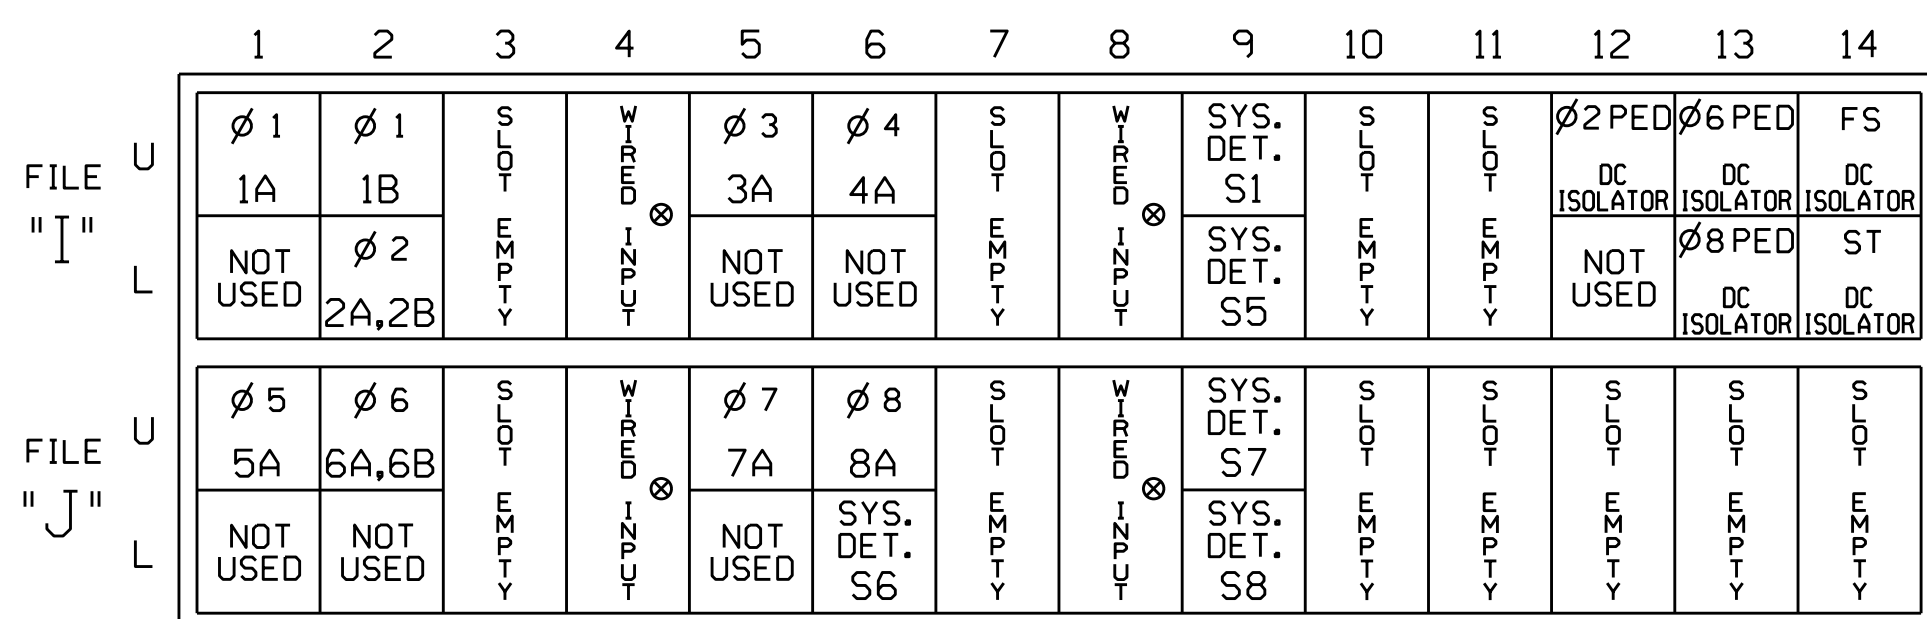 1 2 3 4 5 6 7 8 9 10 11 12 13 14
FILE "I"
U
Ø 1 1A
Ø 1 1B
SLOT EMPTY
WIRED INPUT
Ø 3 3A
Ø 4 4A
SLOT EMPTY
WIRED INPUT
SYS. DET. S1
SLOT EMPTY
SLOT EMPTY
Ø2 PED DC ISOLATOR
Ø6 PED DC ISOLATOR
FS DC ISOLATOR
L
NOT USED
Ø 2 2A,2B
NOT USED
NOT USED
SYS. DET. S5
NOT USED
Ø8 PED DC ISOLATOR
ST DC ISOLATOR
FILE "J"
U
Ø 5 5A
Ø 6 6A,6B
SLOT EMPTY
WIRED INPUT
Ø 7 7A
Ø 8 8A
SLOT EMPTY
WIRED INPUT
SYS. DET. S7
SLOT EMPTY
SLOT EMPTY
SLOT EMPTY
SLOT EMPTY
SLOT EMPTY
L
NOT USED
NOT USED
NOT USED
SYS. DET. S6
SYS. DET. S8